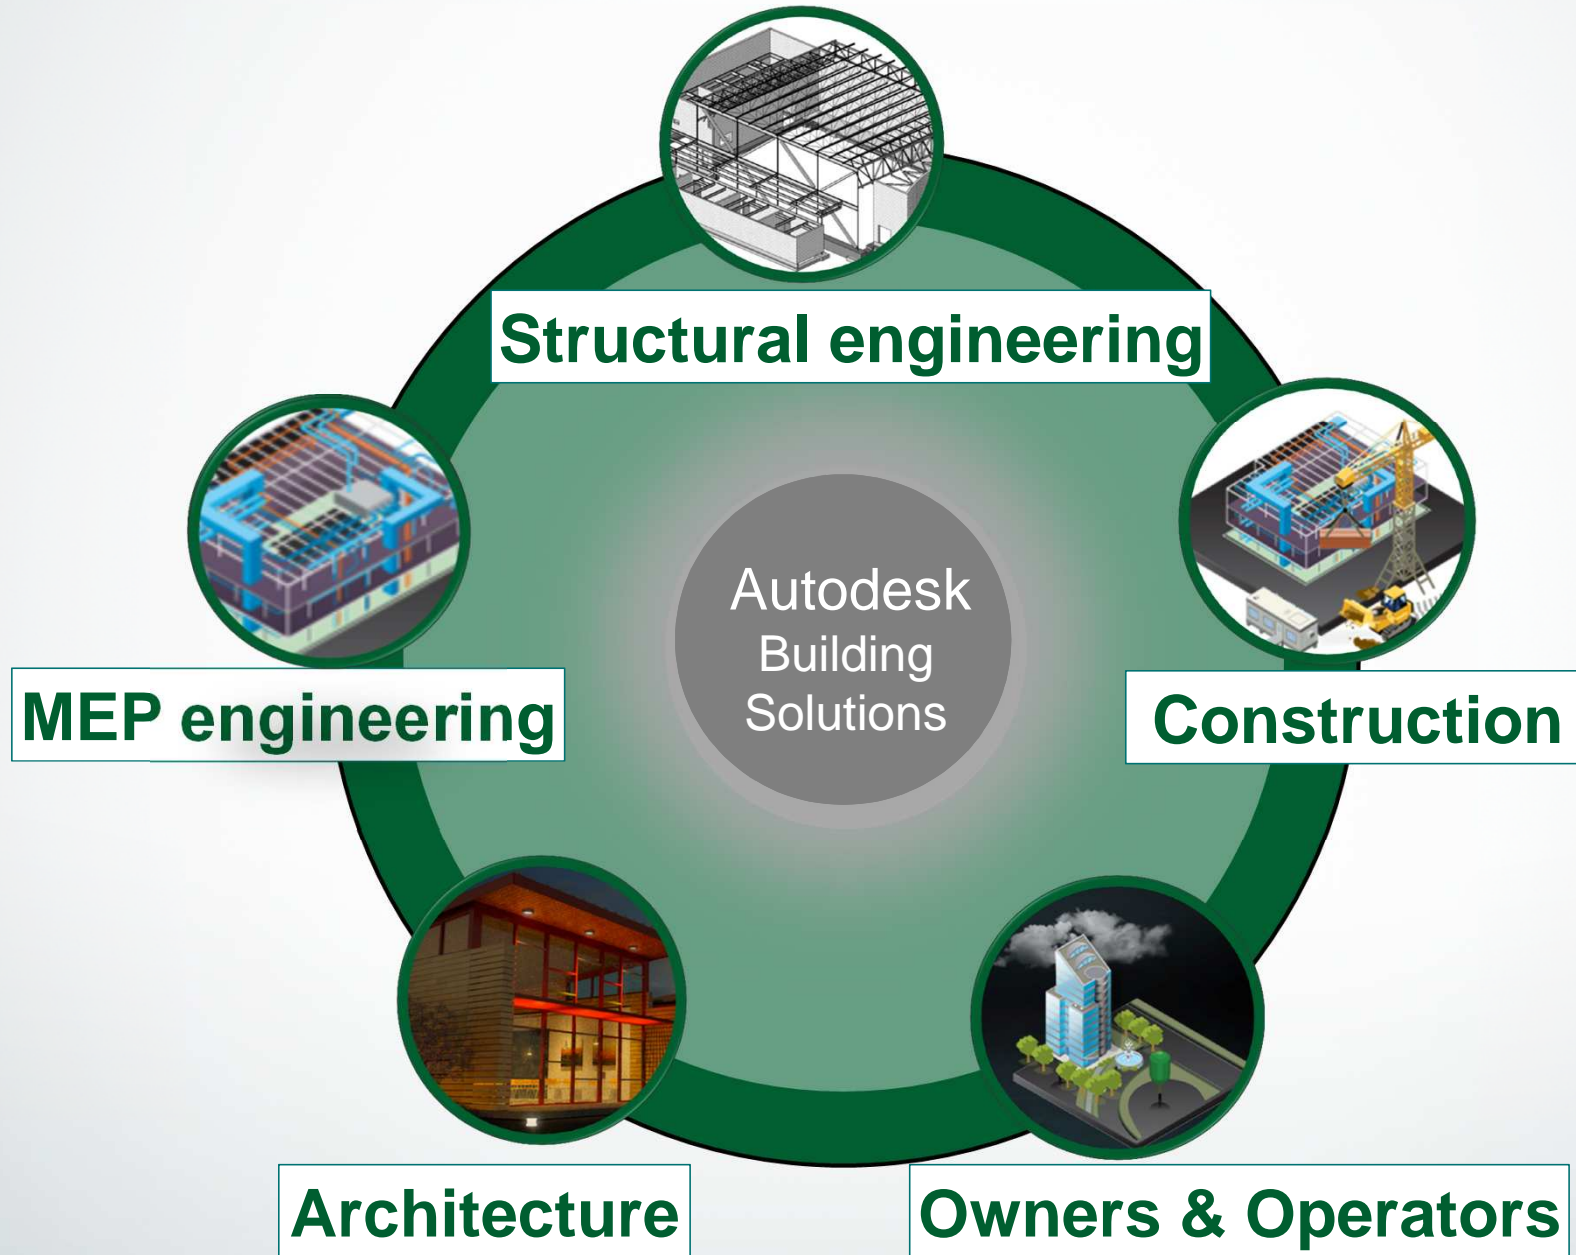 Structural engineering
Autodesk
Building
Solutions
MEP engineering
Construction
Architecture
Owners & Operators